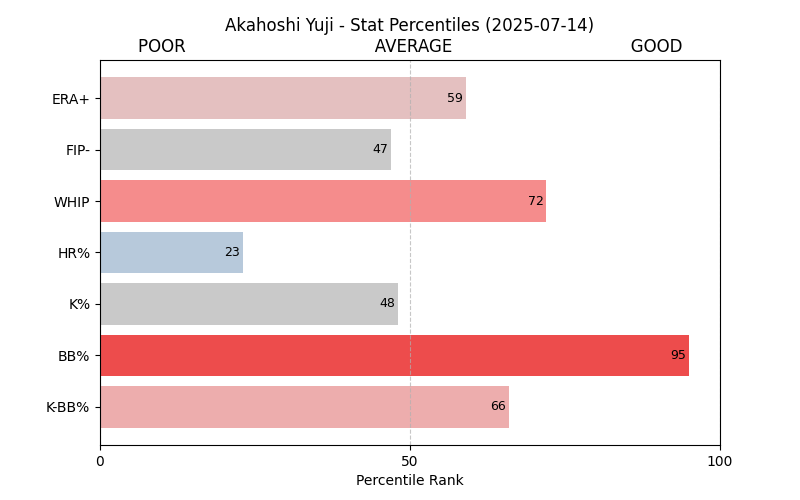 Akahoshi Yuji - Stat Percentiles (2025-07-14)
POOR AVERAGE GOOD
ERA+ 59
FIP- 47
WHIP 72
HR% 23
K% 48
BB% 95
K-BB% 66
0 50 100
Percentile Rank